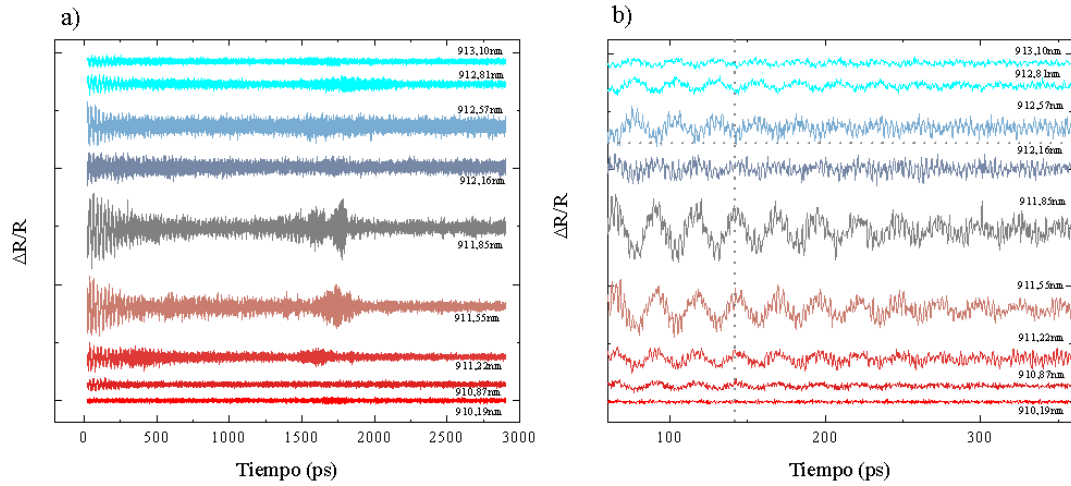 a)
ΔR/R
913,10nm
912,81nm
912,57nm
912,16nm
911,85nm
911,55nm
911,22nm
910,87nm
910,19nm
0 500 1000 1500 2000 2500 3000
Tiempo (ps)
b)
ΔR/R
913,10nm
912,81nm
912,57nm
912,16nm
911,85nm
911,55nm
911,22nm
910,87nm
910,19nm
100 200 300
Tiempo (ps)